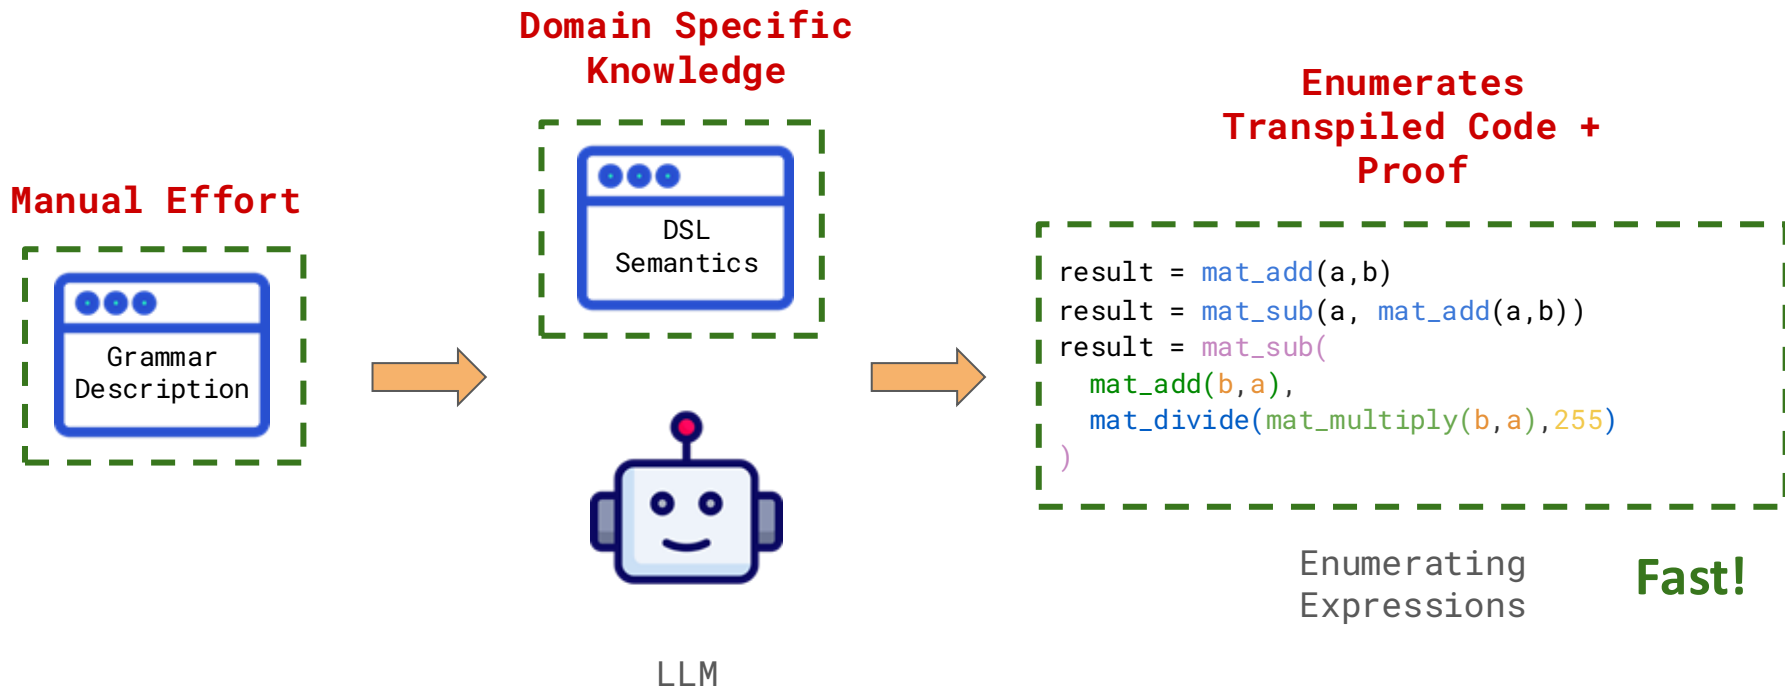 Manual Effort
Grammar
Description
Domain Specific
Knowledge
DSL
Semantics
LLM
Enumerates
Transpiled Code +
Proof
result = mat_add(a,b)
result = mat_sub(a, mat_add(a,b))
result = mat_sub(
mat_add(b,a),
mat_divide(mat_multiply(b,a),255)
)
Enumerating
Expressions
Fast!